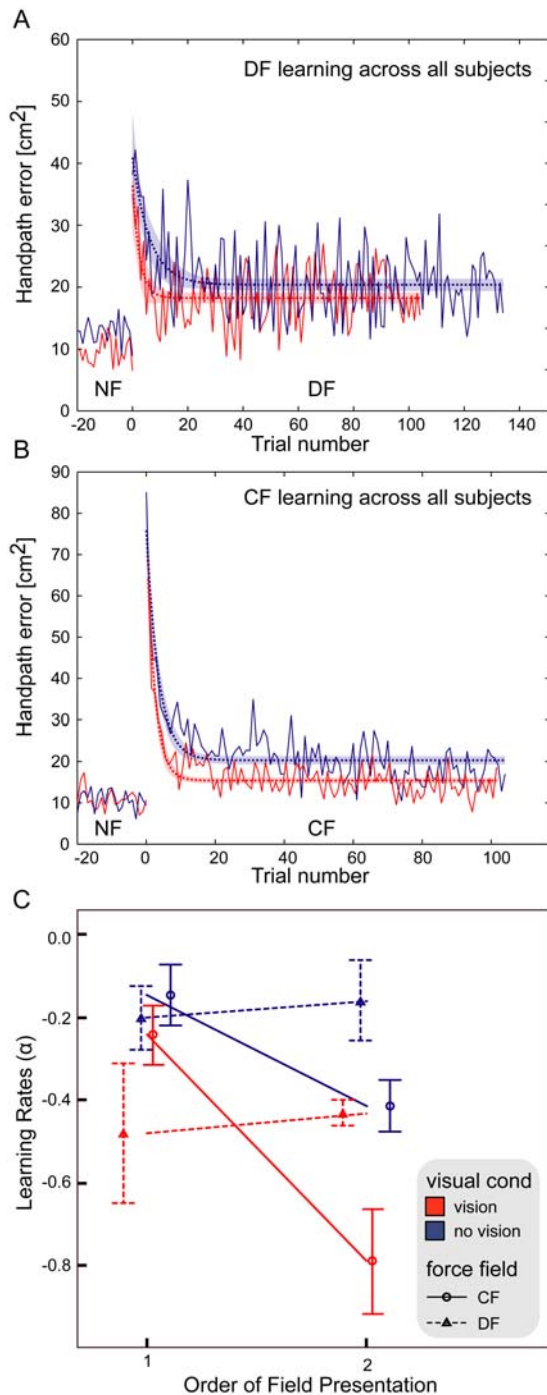 A
DF learning across all subjects
Handpath error [cm2]
60
50
40
30
20
10
0
NF
DF
-20 0 20 40 60 80 100 120 140
Trial number
B
CF learning across all subjects
Handpath error [cm2]
90
80
70
60
50
40
30
20
10
0
NF
CF
-20 0 20 40 60 80 100
Trial number
C
Learning Rates (α)
0.0
-0.2
-0.4
-0.6
-0.8
visual cond
vision
no vision
force field
CF
DF
1 2
Order of Field Presentation